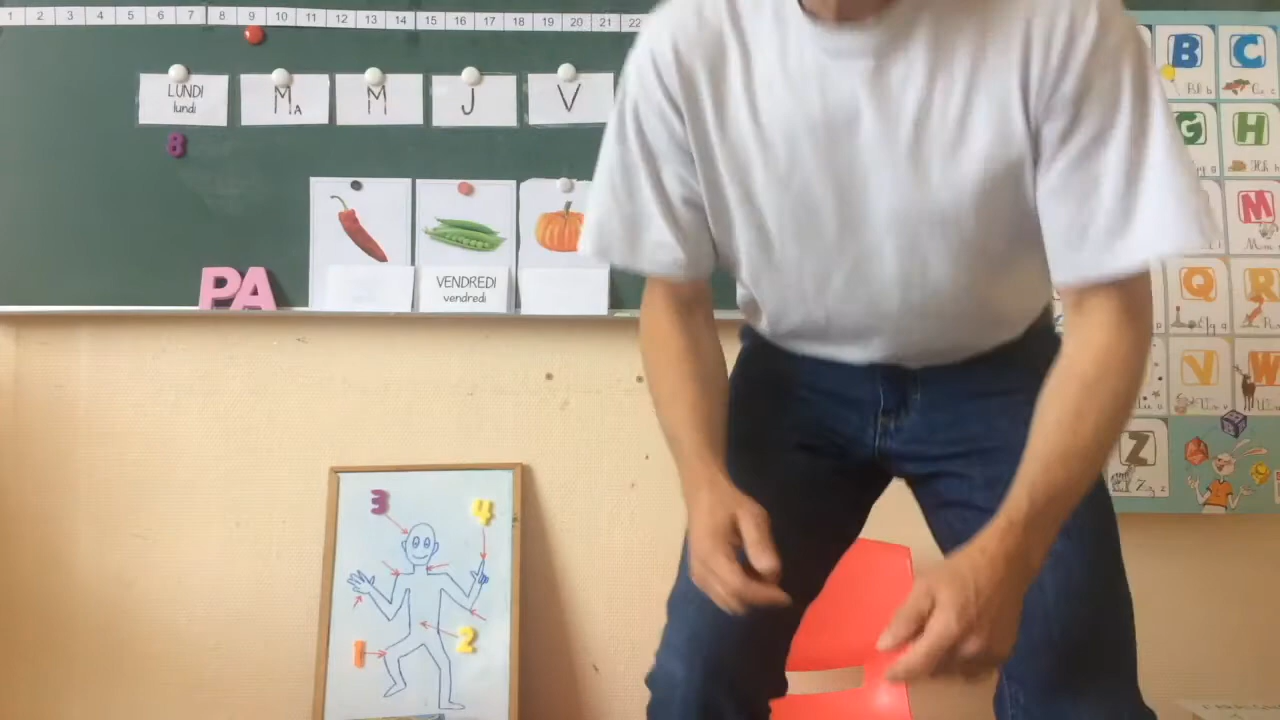 1 2 3 4 5 6 7 8 9 10 11 12 13 14 15 16 17 18 19 20 21 22
LUNDI
lundi
MA
M
J
V
8
PA
VENDREDI
vendredi
3
4
1
2
B
C
G
H
M
Q
R
V
W
Z